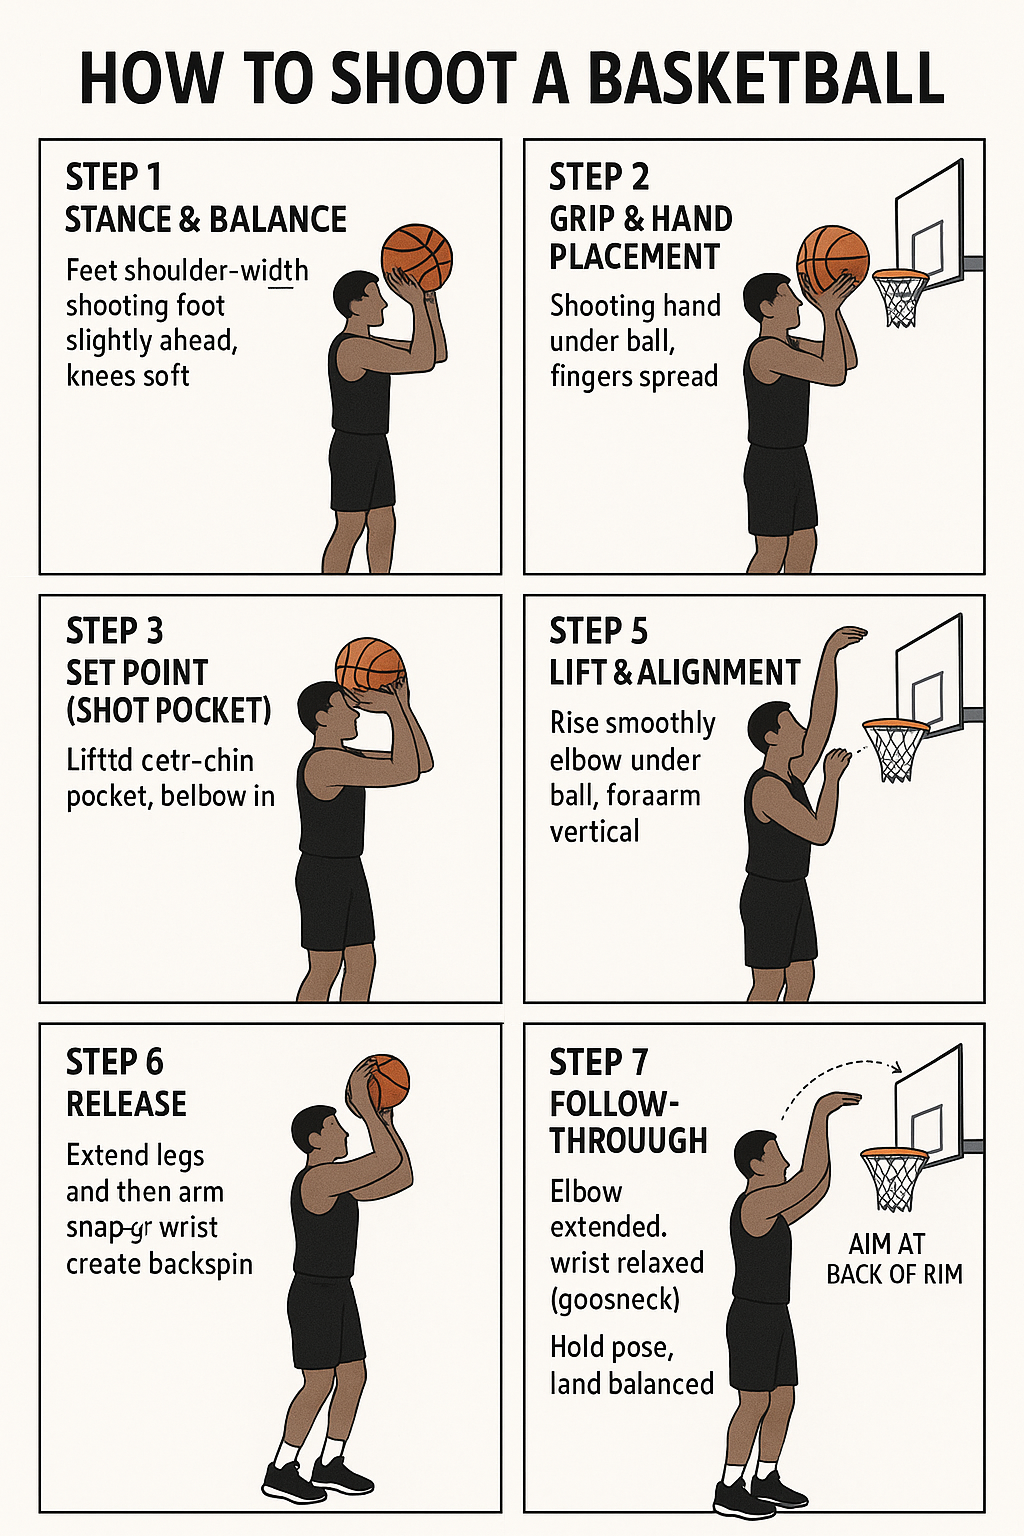 HOW TO SHOOT A BASKETBALL
STEP 1
STANCE & BALANCE
Feet shoulder-width
shooting foot
slightly ahead,
knees soft
STEP 2
GRIP & HAND
PLACEMENT
Shooting hand
under ball,
fingers spread
STEP 3
SET POINT
(SHOT POCKET)
Lifttd cetr-chin
pocket, belbow in
STEP 5
LIFT & ALIGNMENT
Rise smoothly
elbow under
ball, foraarm
vertical
STEP 6
RELEASE
Extend legs
and then arm
snap-gr wrist
create backspin
STEP 7
FOLLOW-
THROUUGH
Elbow
extended.
wrist relaxed
(goosneck)
Hold pose,
land balanced
AIM AT
BACK OF RIM